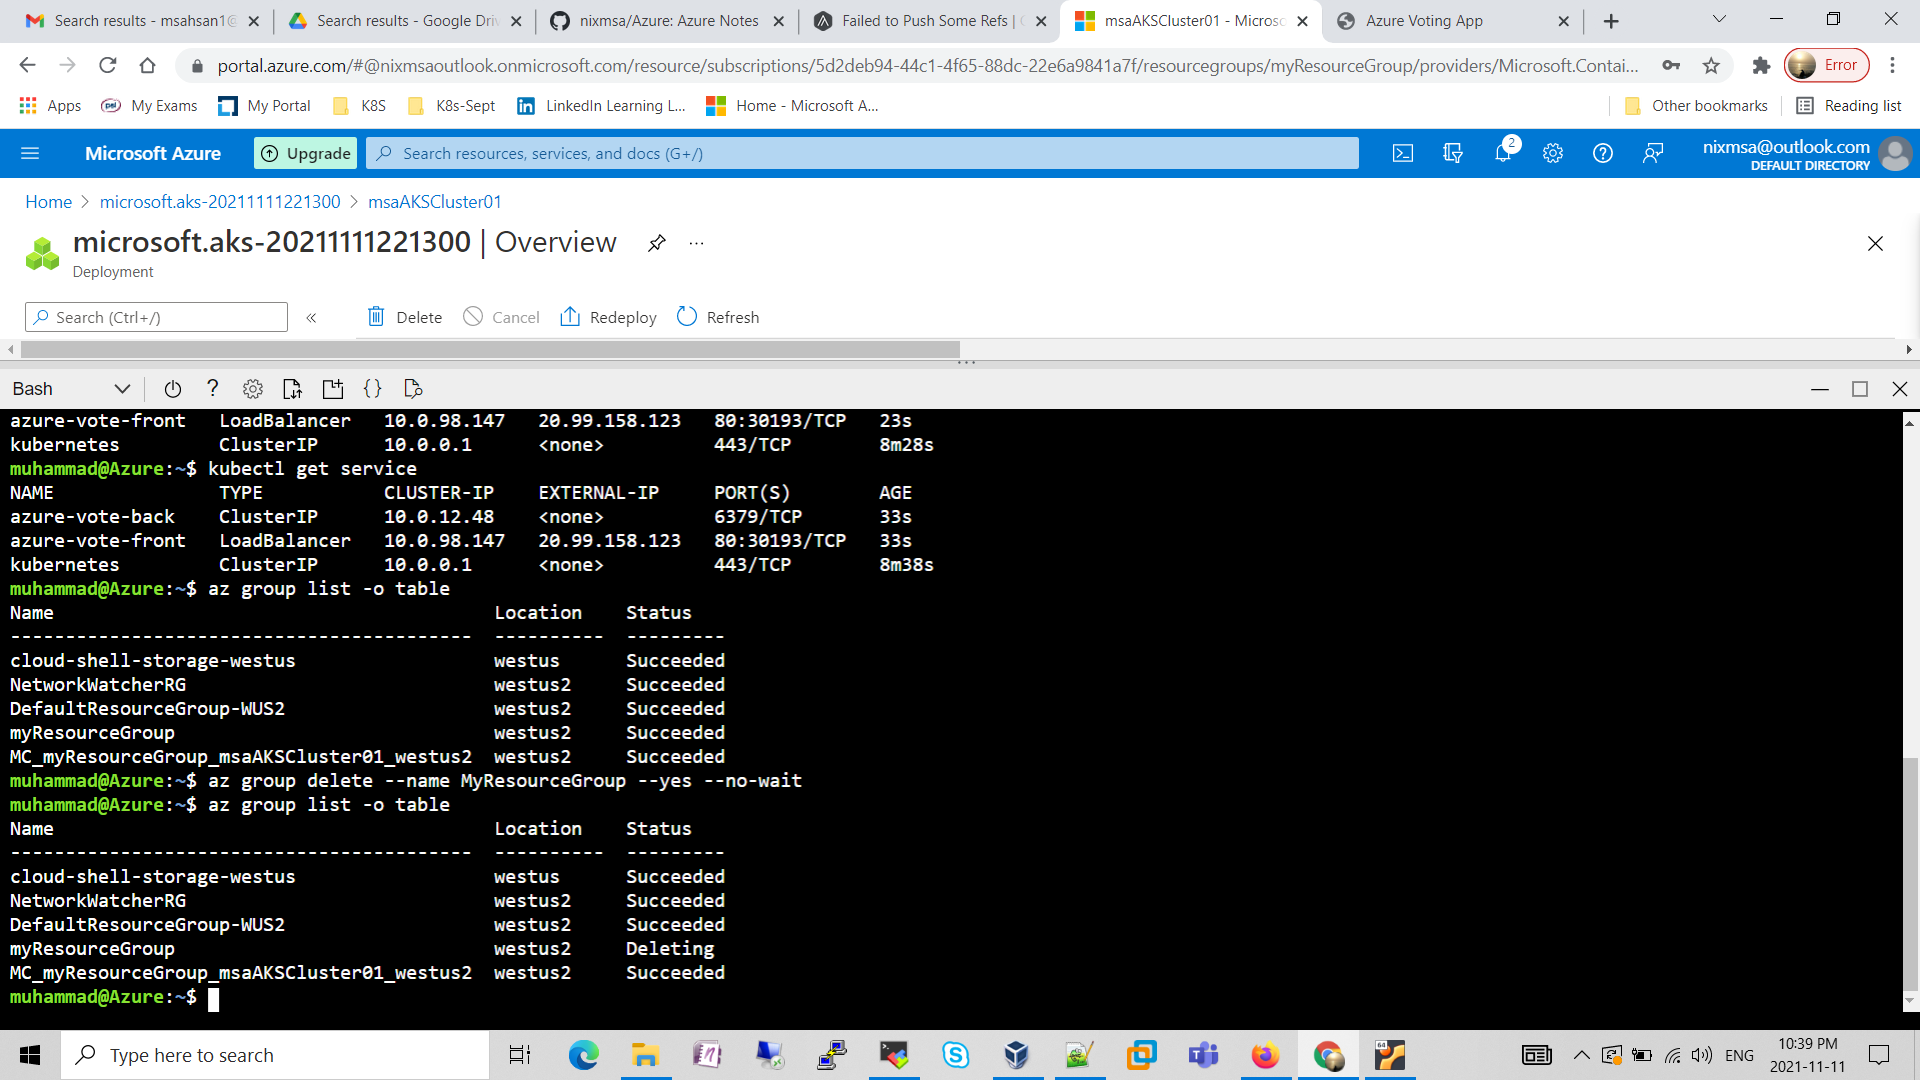 Search results - msahsan1@
Search results - Google Driv
nixmsa/Azure: Azure Notes
Failed to Push Some Refs |
msaAKSCluster01 - Microso
Azure Voting App
portal.azure.com/#@nixmsaoutlook.onmicrosoft.com/resource/subscriptions/5d2deb94-44c1-4f65-88dc-22e6a9841a7f/resourcegroups/myResourceGroup/providers/Microsoft.Contai...
Error
Apps
My Exams
My Portal
K8S
K8s-Sept
LinkedIn Learning L...
Home - Microsoft A...
Other bookmarks
Reading list
Microsoft Azure
Upgrade
Search resources, services, and docs (G+/)
2
nixmsa@outlook.com
DEFAULT DIRECTORY
Home > microsoft.aks-20211111221300 > msaAKSCluster01
microsoft.aks-20211111221300 | Overview
Deployment
Search (Ctrl+/)
Delete
Cancel
Redeploy
Refresh
Bash
azure-vote-front LoadBalancer 10.0.98.147 20.99.158.123 80:30193/TCP 23s
kubernetes ClusterIP 10.0.0.1 <none> 443/TCP 8m28s
muhammad@Azure:~$ kubectl get service
NAME TYPE CLUSTER-IP EXTERNAL-IP PORT(S) AGE
azure-vote-back ClusterIP 10.0.12.48 <none> 6379/TCP 33s
azure-vote-front LoadBalancer 10.0.98.147 20.99.158.123 80:30193/TCP 33s
kubernetes ClusterIP 10.0.0.1 <none> 443/TCP 8m38s
muhammad@Azure:~$ az group list -o table
Name Location Status
------------------------------------------ ---------- ---------
cloud-shell-storage-westus westus Succeeded
NetworkWatcherRG westus2 Succeeded
DefaultResourceGroup-WUS2 westus2 Succeeded
myResourceGroup westus2 Succeeded
MC_myResourceGroup_msaAKSCluster01_westus2 westus2 Succeeded
muhammad@Azure:~$ az group delete --name MyResourceGroup --yes --no-wait
muhammad@Azure:~$ az group list -o table
Name Location Status
------------------------------------------ ---------- ---------
cloud-shell-storage-westus westus Succeeded
NetworkWatcherRG westus2 Succeeded
DefaultResourceGroup-WUS2 westus2 Succeeded
myResourceGroup westus2 Deleting
MC_myResourceGroup_msaAKSCluster01_westus2 westus2 Succeeded
muhammad@Azure:~$
Type here to search
ENG
10:39 PM
2021-11-11